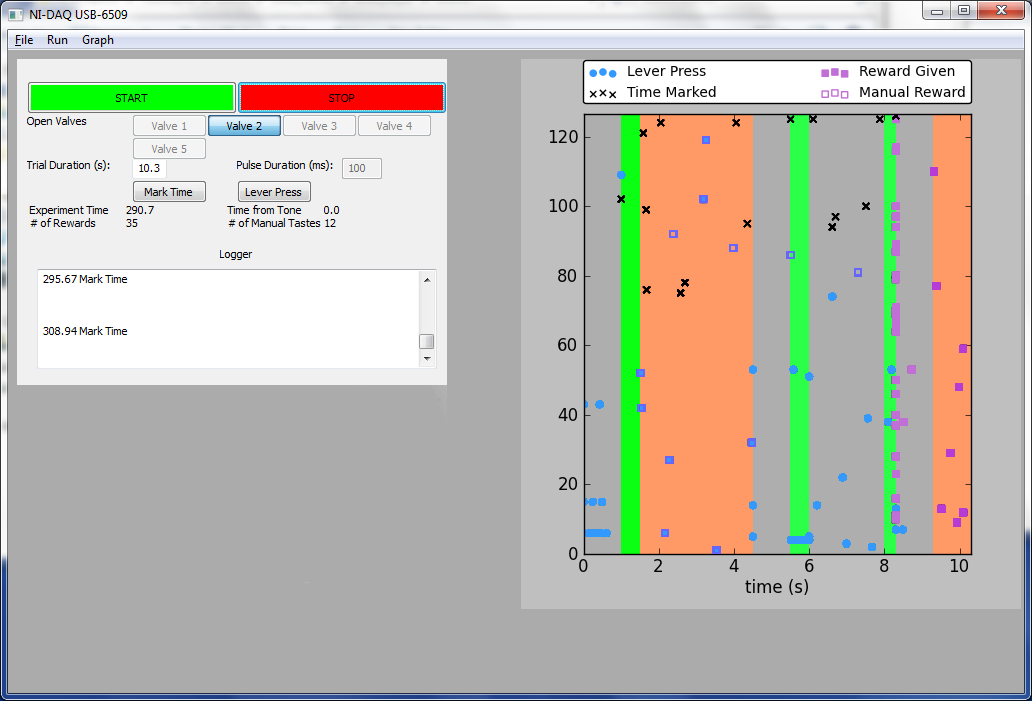 NI-DAQ USB-6509
File Run Graph
START STOP
Open Valves Valve 1 Valve 2 Valve 3 Valve 4
Valve 5
Trial Duration (s): 10.3 Pulse Duration (ms): 100
Mark Time Lever Press
Experiment Time 290.7 Time from Tone 0.0
# of Rewards 35 # of Manual Tastes 12
Logger
295.67 Mark Time
308.94 Mark Time
Lever Press Reward Given
Time Marked Manual Reward
120
100
80
60
40
20
0
0 2 4 6 8 10
time (s)